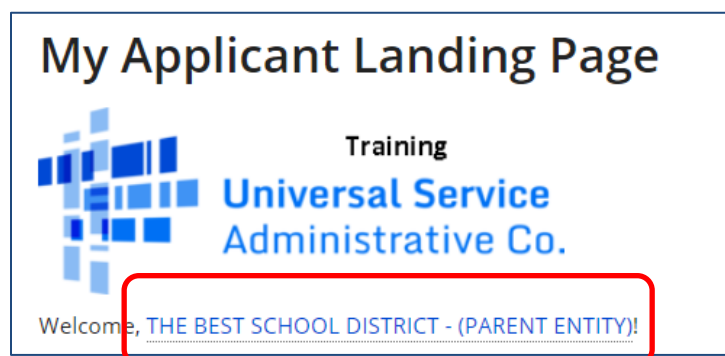 My Applicant Landing Page
Training
Universal Service
Administrative Co.
Welcome, THE BEST SCHOOL DISTRICT - (PARENT ENTITY)!